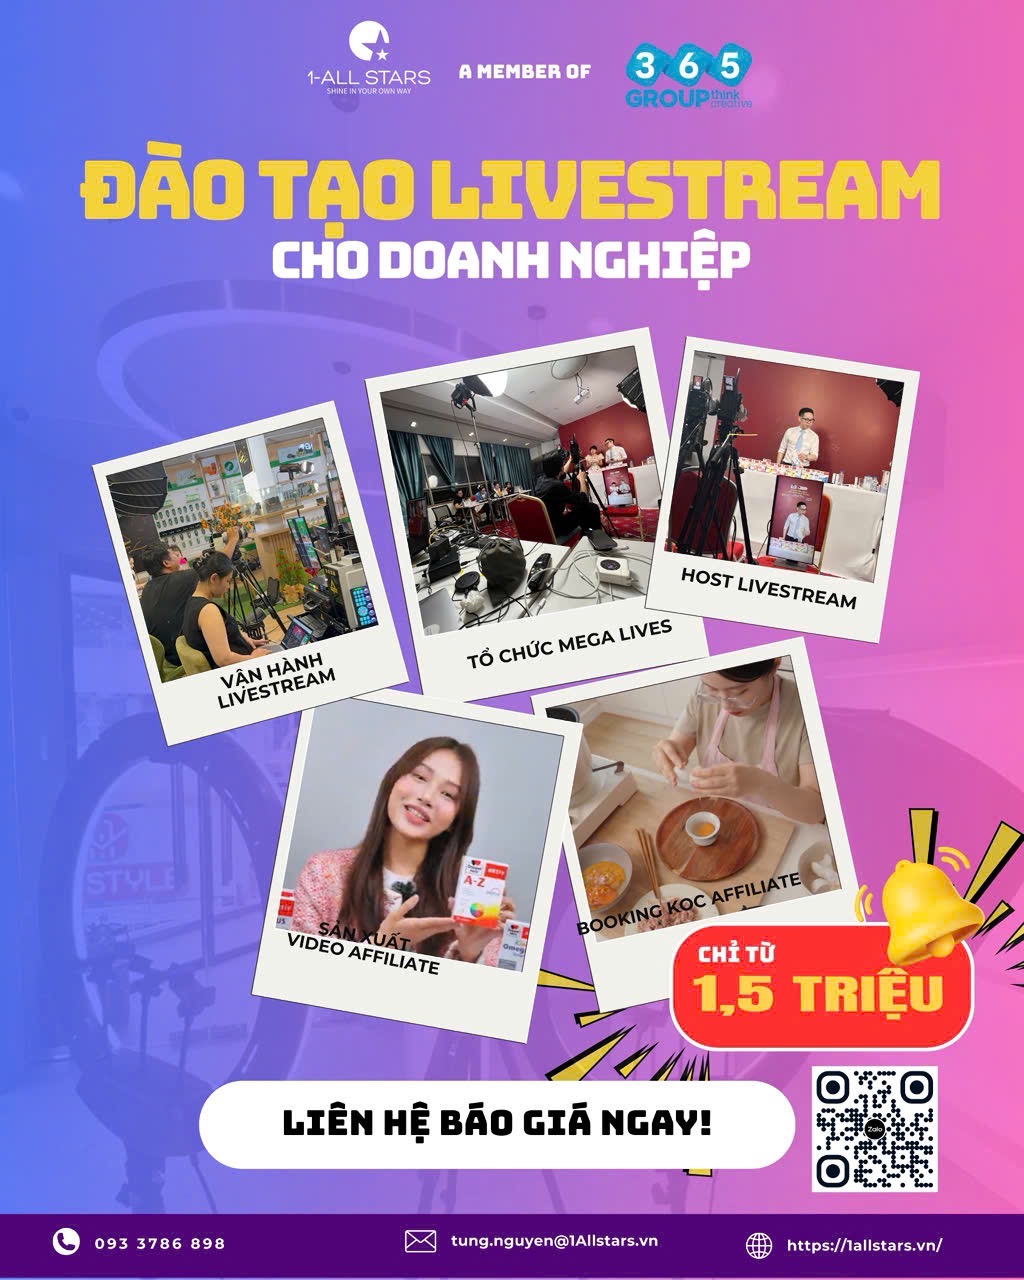 1-ALL STARS
SHINE IN YOUR OWN WAY
A MEMBER OF
365
GROUP think creative
ĐÀO TẠO LIVESTREAM
CHO DOANH NGHIỆP
VẬN HÀNH
LIVESTREAM
TỔ CHỨC MEGA LIVES
HOST LIVESTREAM
A-Z
SẢN XUẤT
VIDEO AFFILIATE
BOOKING KOC AFFILIATE
STYLE
CHỈ TỪ
1,5 TRIỆU
LIÊN HỆ BÁO GIÁ NGAY!
Zalo
093 3786 898
tung.nguyen@1Allstars.vn
https://1allstars.vn/